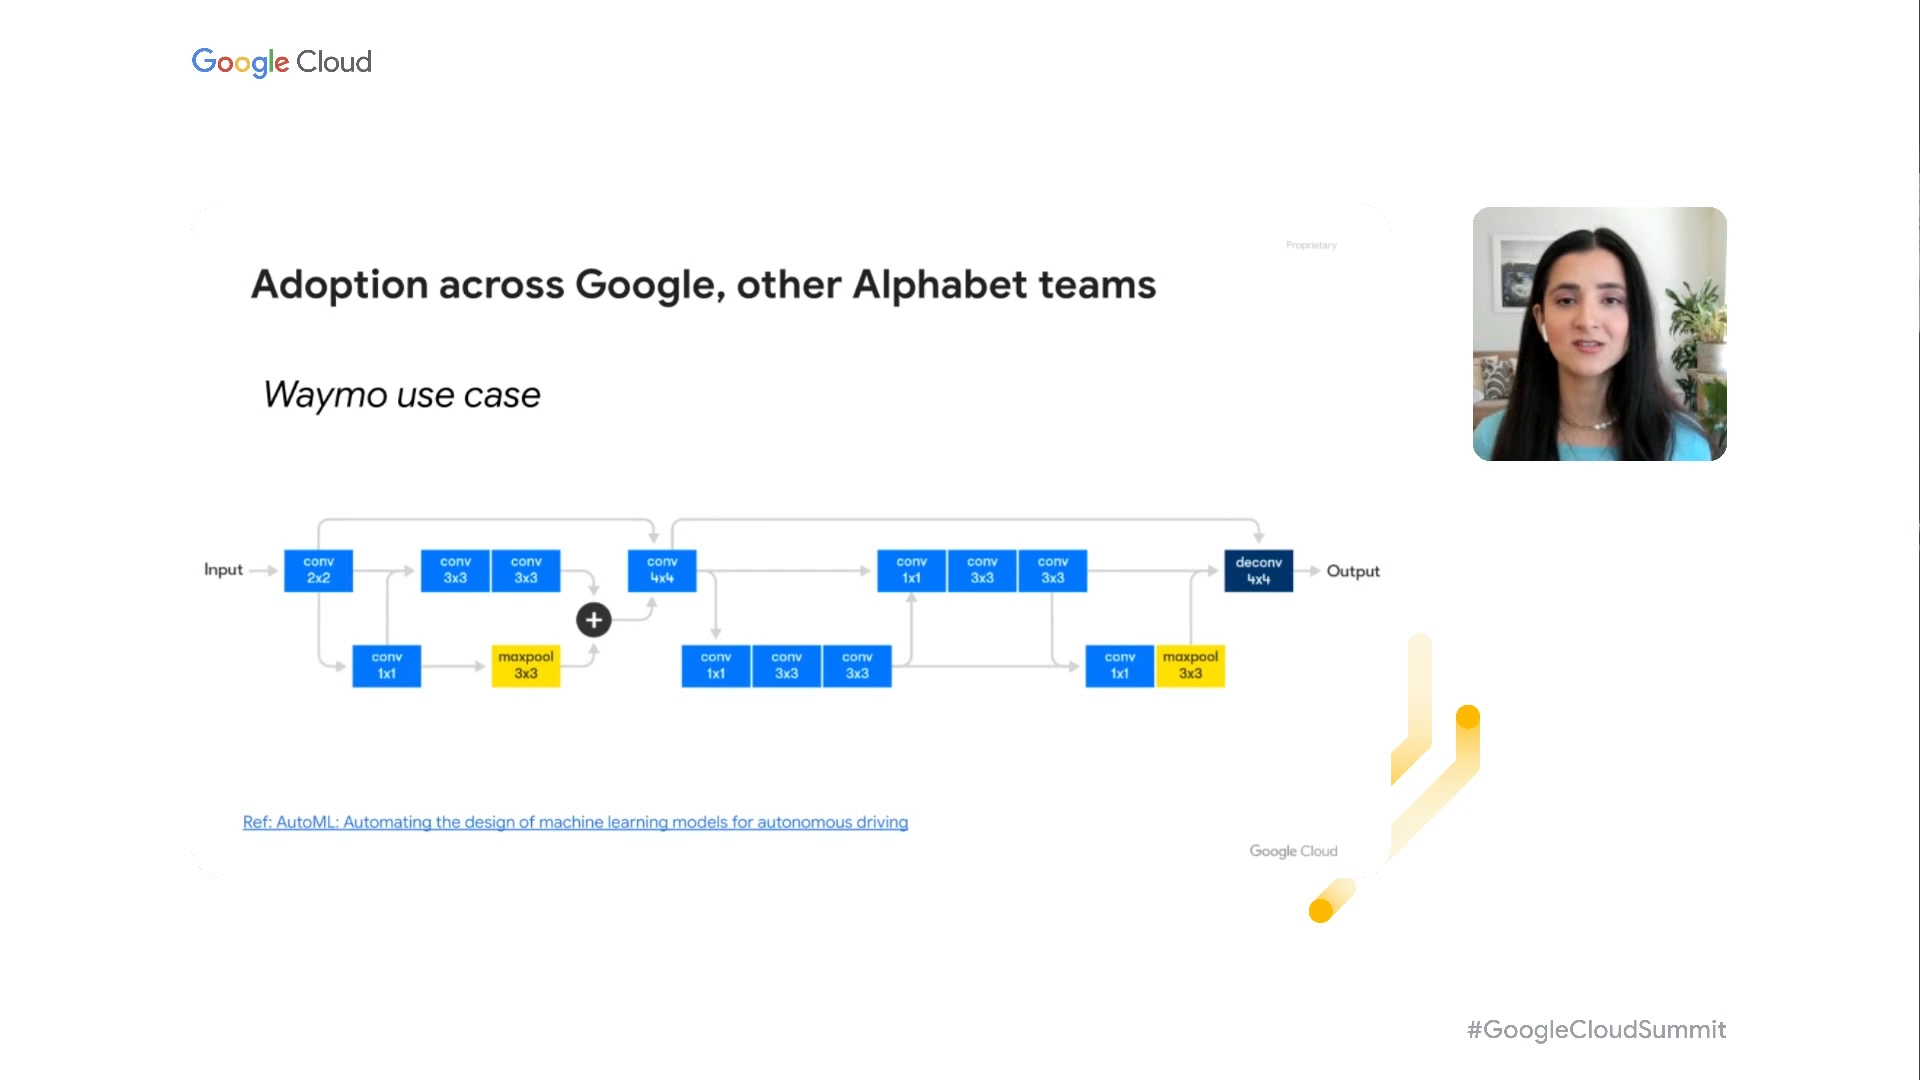 Google Cloud
Proprietary
Adoption across Google, other Alphabet teams
Waymo use case
Input
conv
2x2
conv
3x3
conv
3x3
conv
4x4
conv
1x1
conv
3x3
conv
3x3
deconv
4x4
Output
+
conv
1x1
maxpool
3x3
conv
1x1
conv
3x3
conv
3x3
conv
1x1
maxpool
3x3
Ref: AutoML: Automating the design of machine learning models for autonomous driving
Google Cloud
#GoogleCloudSummit